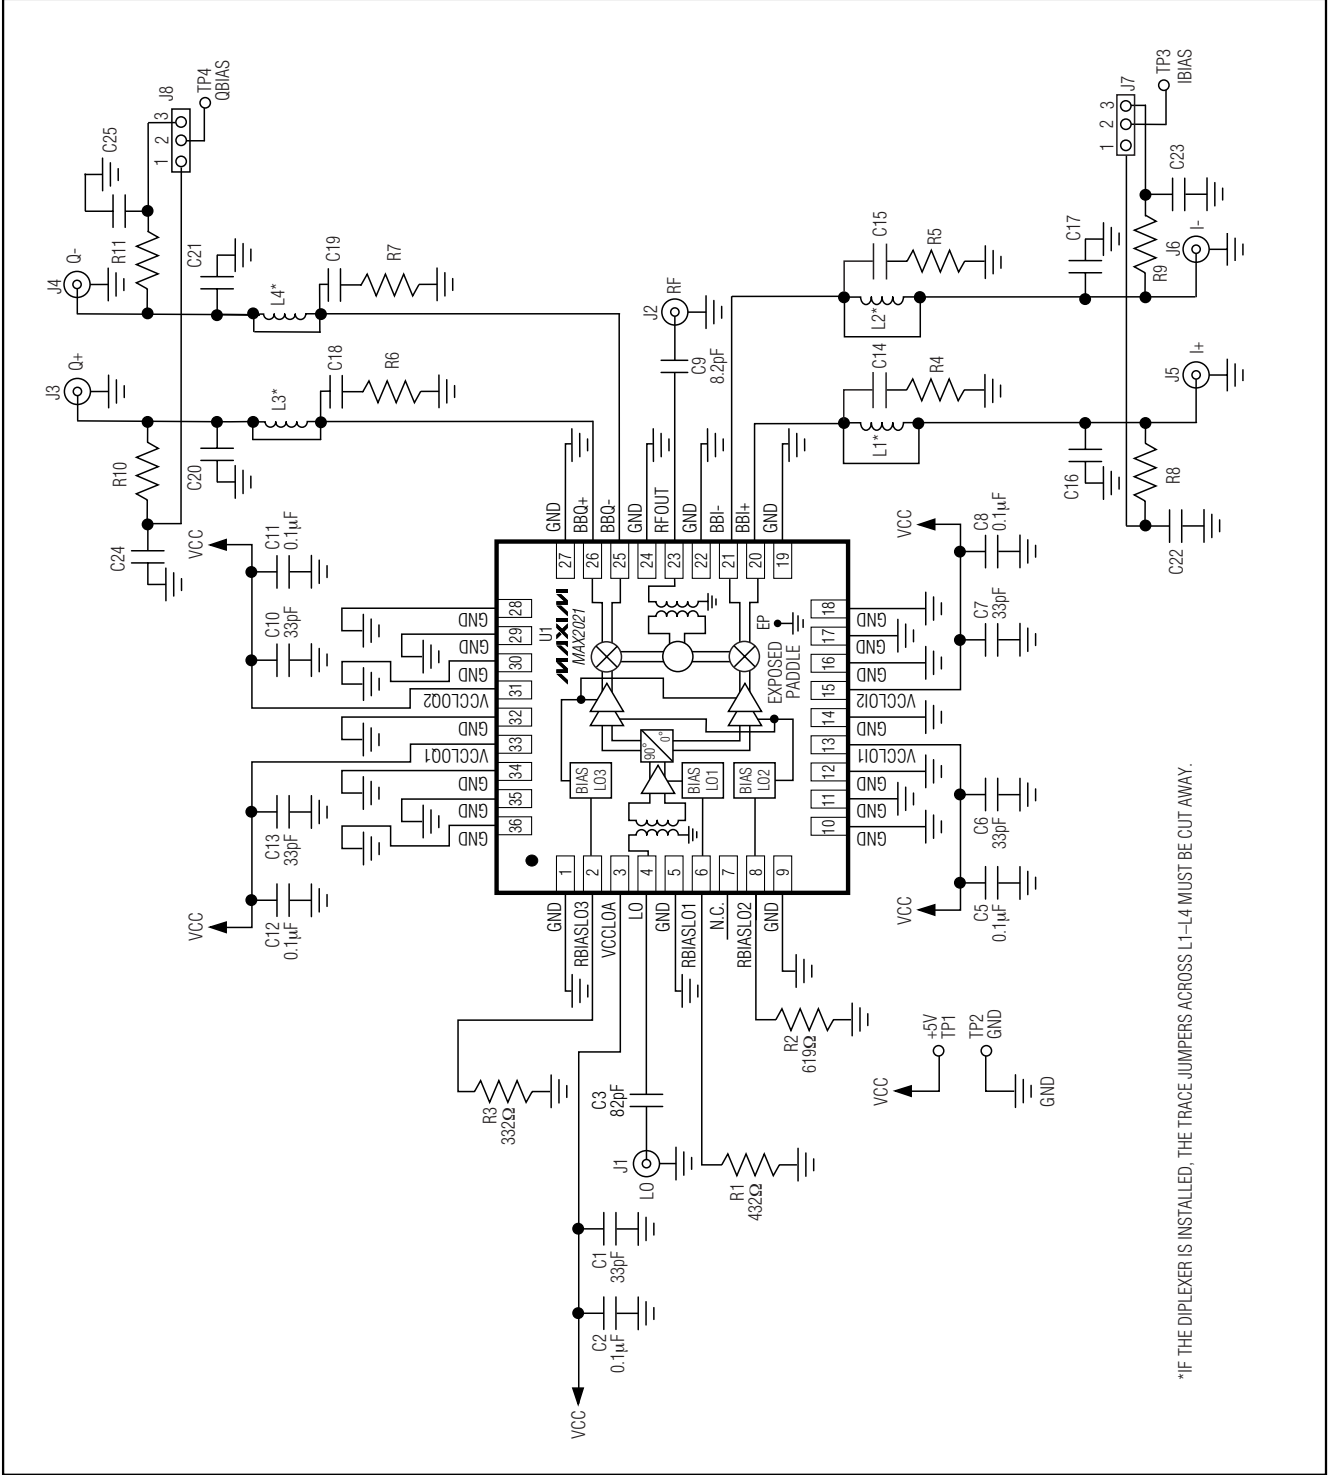 J3
Q+
J4
Q-
R10
C24
C20
L3*
C18
R6
R11
C25
C21
L4*
C19
R7
J8
1 2 3
TP4
QBIAS
VCC
C11
0.1µF
C10
33pF
VCC
C13
33pF
C12
0.1µF
GND
28
GND
29
GND
30
VCCLOQ2
31
GND
32
VCCLOQ1
33
GND
34
GND
35
GND
36
GND
27
BBQ+
26
BBQ-
25
GND
24
RFOUT
23
GND
22
BBI-
21
BBI+
20
GND
19
C9
8.2pF
J2
RF
U1
MAXIM
MAX2021
EP
EXPOSED
PADDLE
90°
0°
BIAS
LO3
BIAS
LO1
BIAS
LO2
1
GND
2
RBIASLO3
3
VCCLOA
4
LO
5
GND
6
RBIASLO1
7
N.C.
8
RBIASLO2
9
GND
10
GND
11
GND
12
GND
13
VCCLOI1
14
GND
15
VCCLOI2
16
GND
17
GND
18
GND
R3
332Ω
C3
82pF
J1
LO
R1
432Ω
R2
619Ω
C1
33pF
C2
0.1µF
VCC
VCC
C8
0.1µF
C7
33pF
C6
33pF
C5
0.1µF
VCC
VCC
+5V
TP1
TP2
GND
GND
L1*
C14
R4
L2*
C15
R5
C16
C17
R8
C22
R9
C23
J5
I+
J6
I-
J7
1 2 3
TP3
IBIAS
*IF THE DIPLEXER IS INSTALLED, THE TRACE JUMPERS ACROSS L1–L4 MUST BE CUT AWAY.